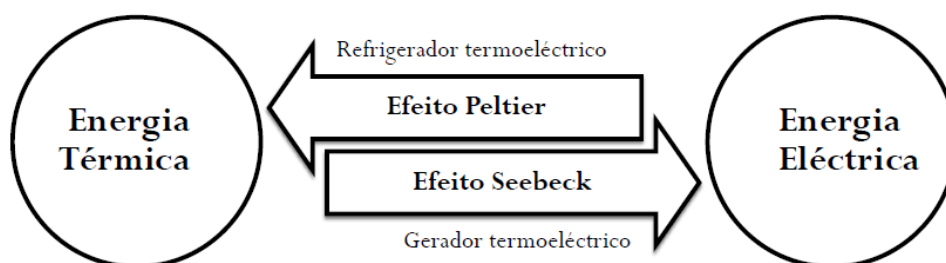 Refrigerador termoeléctrico
Energia
Térmica
Efeito Peltier
Efeito Seebeck
Energia
Eléctrica
Gerador termoeléctrico